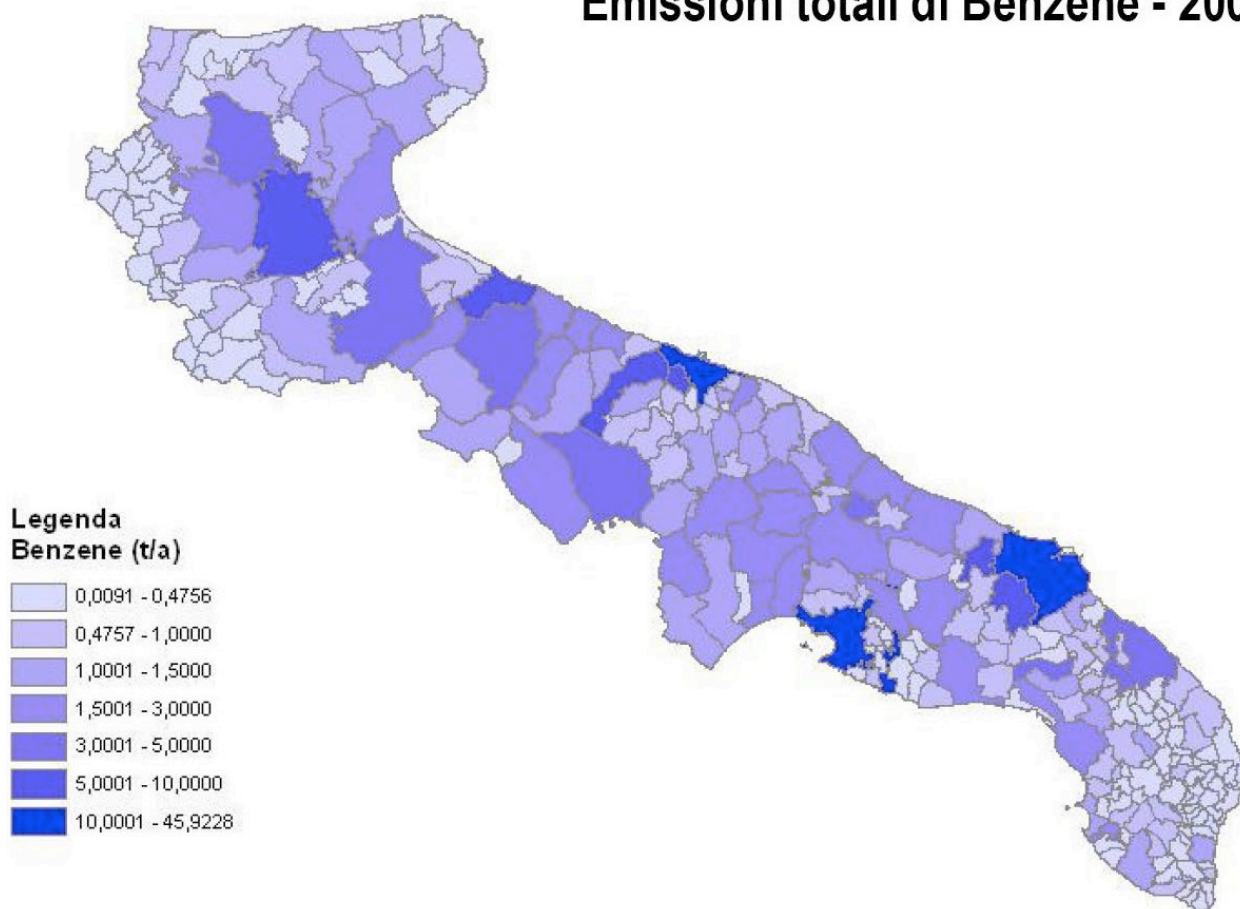 Emissioni totali di Benzene - 200
Legenda
Benzene (t/a)
0,0091 - 0,4756
0,4757 - 1,0000
1,0001 - 1,5000
1,5001 - 3,0000
3,0001 - 5,0000
5,0001 - 10,0000
10,0001 - 45,9228